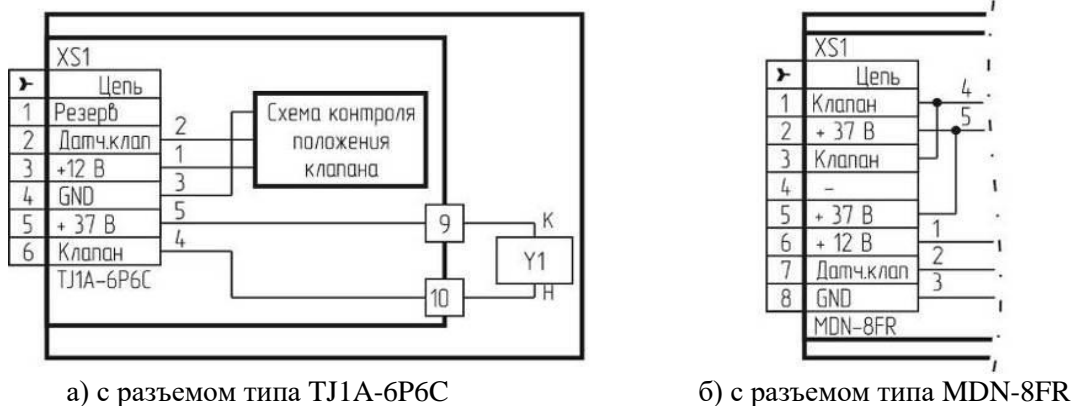 XS1
Цепь
1 Резерв
2 Датч.клап
3 +12 В
4 GND
5 + 37 В
6 Клапан
TJ1A-6P6C
2
1
3
5
4
Схема контроля
положения
клапана
9
10
К
Y1
Н
XS1
Цепь
1 Клапан
2 + 37 В
3 Клапан
4 –
5 + 37 В
6 + 12 В
7 Датч.клап
8 GND
MDN-8FR
4
5
1
2
3
а) с разъемом типа TJ1A-6P6C
б) с разъемом типа MDN-8FR